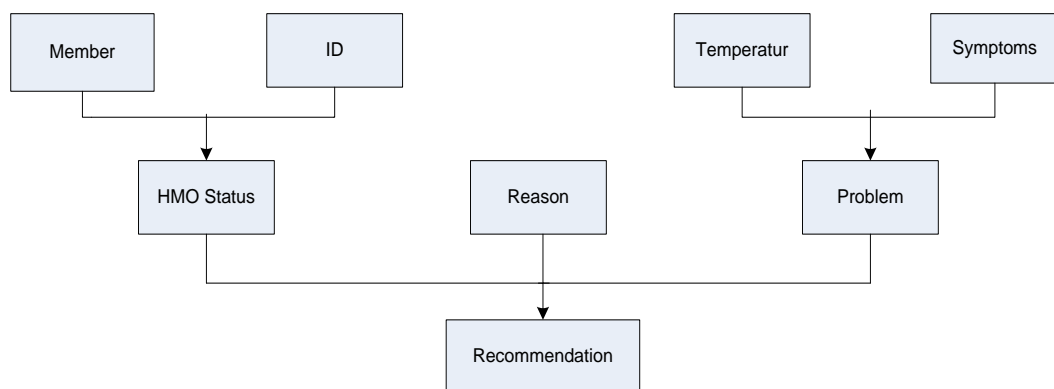 Member
ID
Temperatur
Symptoms
HMO Status
Reason
Problem
Recommendation